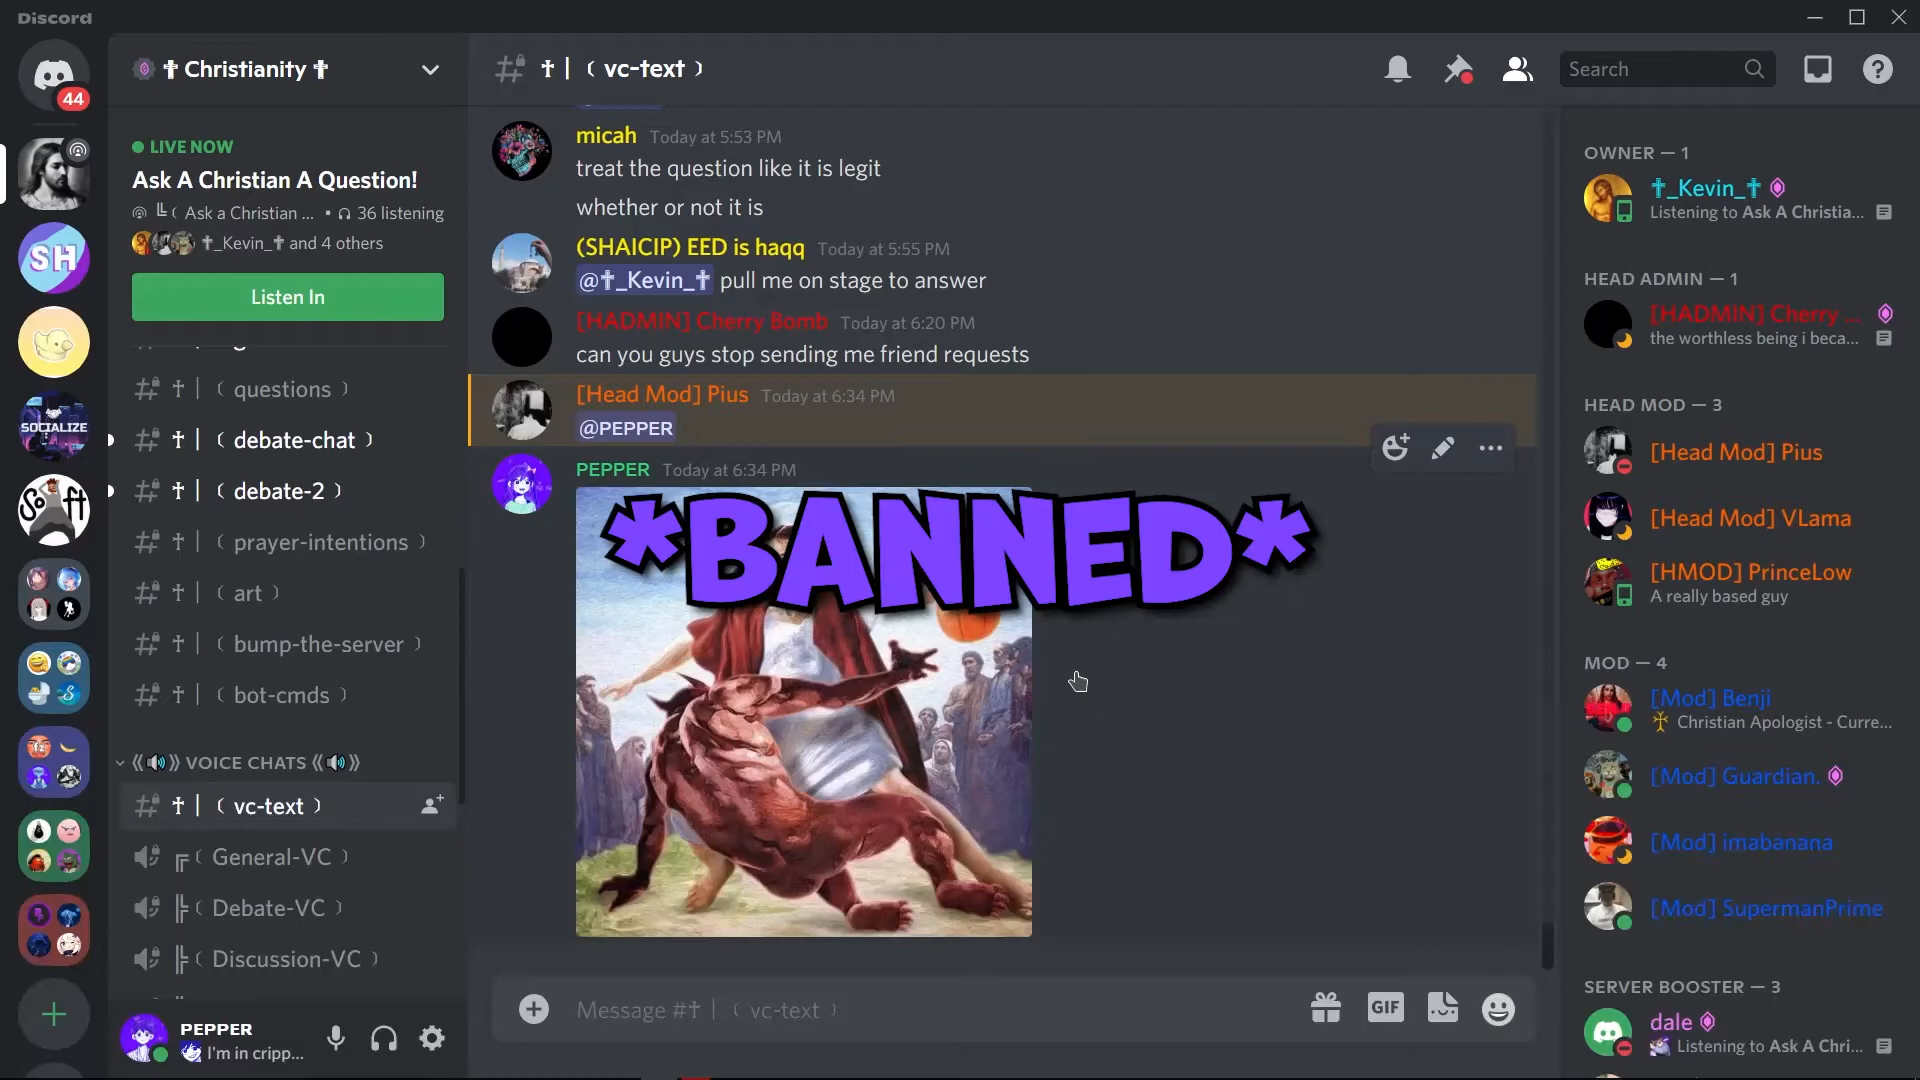 Discord
44
SH
SOCIALIZE
Soft
✝ Christianity ✝
LIVE NOW
Ask A Christian A Question!
Ask a Christian ... • 36 listening
✝_Kevin_✝ and 4 others
Listen In
✝ | ( questions )
✝ | ( debate-chat )
✝ | ( debate-2 )
✝ | ( prayer-intentions )
✝ | ( art )
✝ | ( bump-the-server )
✝ | ( bot-cmds )
《🔊》 VOICE CHATS 《🔊》
✝ | ( vc-text )
╔( General-VC )
╠( Debate-VC )
╠( Discussion-VC )
PEPPER
I'm in cripp...
✝ | ( vc-text )
Search
micah Today at 5:53 PM
treat the question like it is legit
whether or not it is
(SHAICIP) EED is haqq Today at 5:55 PM
@✝_Kevin_✝ pull me on stage to answer
[HADMIN] Cherry Bomb Today at 6:20 PM
can you guys stop sending me friend requests
[Head Mod] Pius Today at 6:34 PM
@PEPPER
PEPPER Today at 6:34 PM
*BANNED*
Message #✝ | ( vc-text )
GIF
OWNER — 1
✝_Kevin_✝
Listening to Ask A Christia...
HEAD ADMIN — 1
[HADMIN] Cherry ...
the worthless being i beca...
HEAD MOD — 3
[Head Mod] Pius
[Head Mod] VLama
[HMOD] PrinceLow
A really based guy
MOD — 4
[Mod] Benji
Christian Apologist - Curre...
[Mod] Guardian.
[Mod] imabanana
[Mod] SupermanPrime
SERVER BOOSTER — 3
dale
Listening to Ask A Chri...